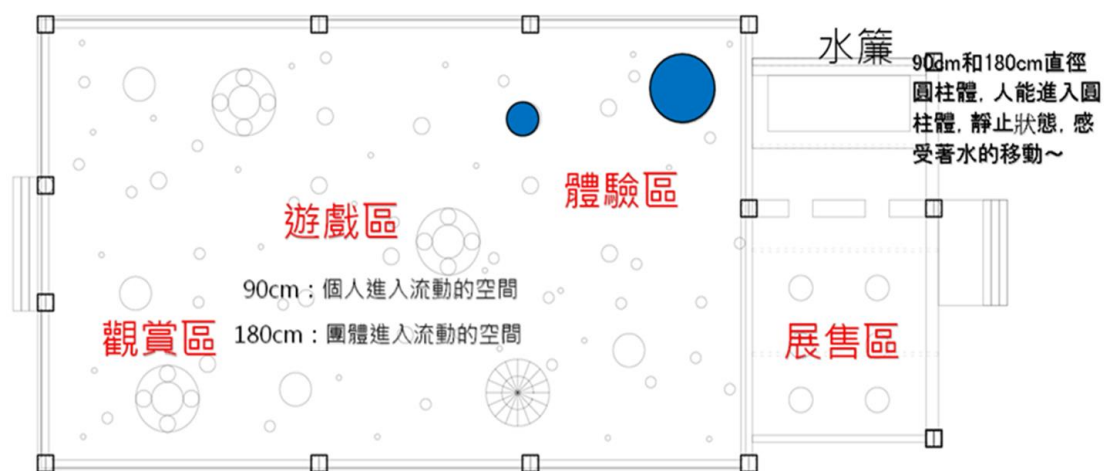 水簾
90cm和180cm直徑
圓柱體, 人能進入圓
柱體, 靜止狀態, 感
受著水的移動~
體驗區
遊戲區
90cm：個人進入流動的空間
180cm：團體進入流動的空間
觀賞區
展售區